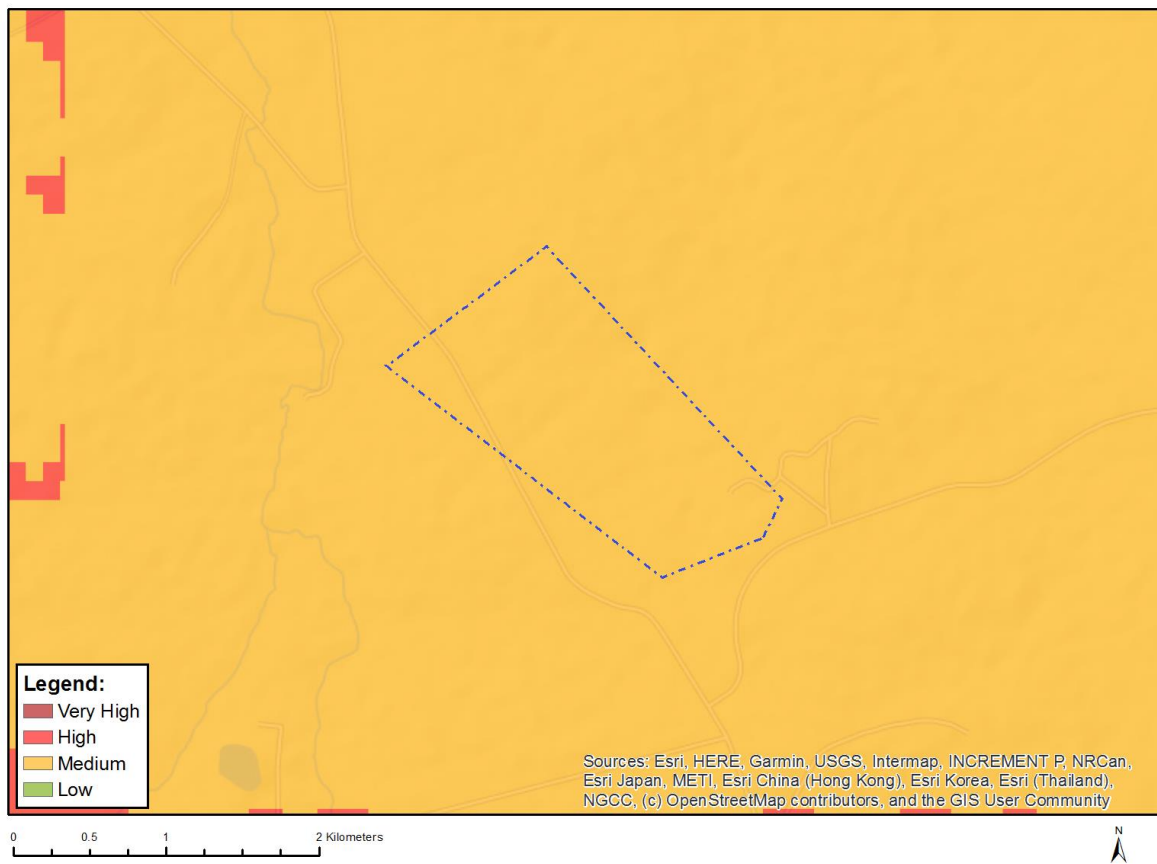 Legend:
Very High
High
Medium
Low
Sources: Esri, HERE, Garmin, USGS, Intermap, INCREMENT P, NRCan,
Esri Japan, METI, Esri China (Hong Kong), Esri Korea, Esri (Thailand),
NGCC, (c) OpenStreetMap contributors, and the GIS User Community
0 0.5 1 2 Kilometers
N